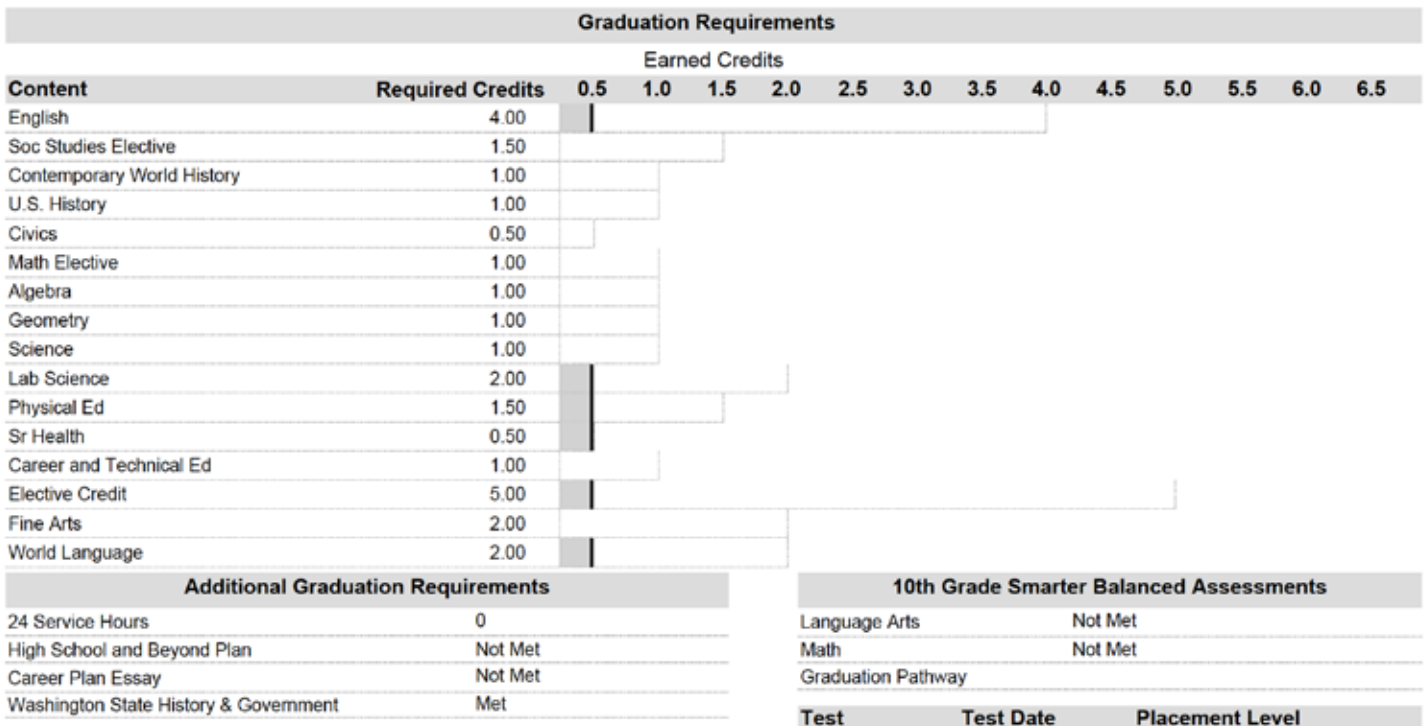 Graduation Requirements
Earned Credits
Content Required Credits 0.5 1.0 1.5 2.0 2.5 3.0 3.5 4.0 4.5 5.0 5.5 6.0 6.5
English 4.00
Soc Studies Elective 1.50
Contemporary World History 1.00
U.S. History 1.00
Civics 0.50
Math Elective 1.00
Algebra 1.00
Geometry 1.00
Science 1.00
Lab Science 2.00
Physical Ed 1.50
Sr Health 0.50
Career and Technical Ed 1.00
Elective Credit 5.00
Fine Arts 2.00
World Language 2.00
Additional Graduation Requirements
24 Service Hours 0
High School and Beyond Plan Not Met
Career Plan Essay Not Met
Washington State History & Government Met
10th Grade Smarter Balanced Assessments
Language Arts Not Met
Math Not Met
Graduation Pathway
Test Test Date Placement Level